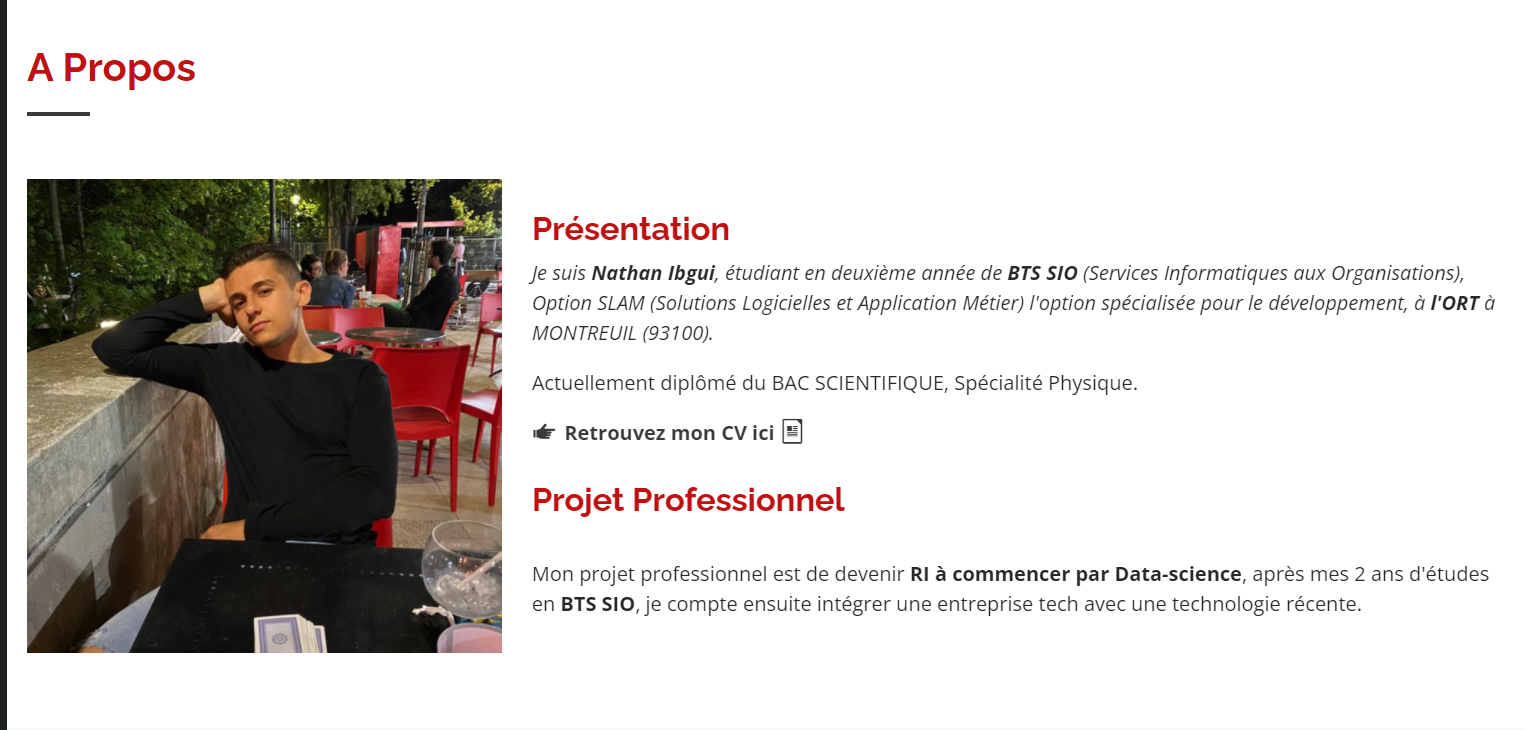 A Propos
Présentation
Je suis Nathan Ibgui, étudiant en deuxième année de BTS SIO (Services Informatiques aux Organisations),
Option SLAM (Solutions Logicielles et Application Métier) l'option spécialisée pour le développement, à l'ORT à
MONTREUIL (93100).
Actuellement diplômé du BAC SCIENTIFIQUE, Spécialité Physique.
Retrouvez mon CV ici
Projet Professionnel
Mon projet professionnel est de devenir RI à commencer par Data-science, après mes 2 ans d'études
en BTS SIO, je compte ensuite intégrer une entreprise tech avec une technologie récente.